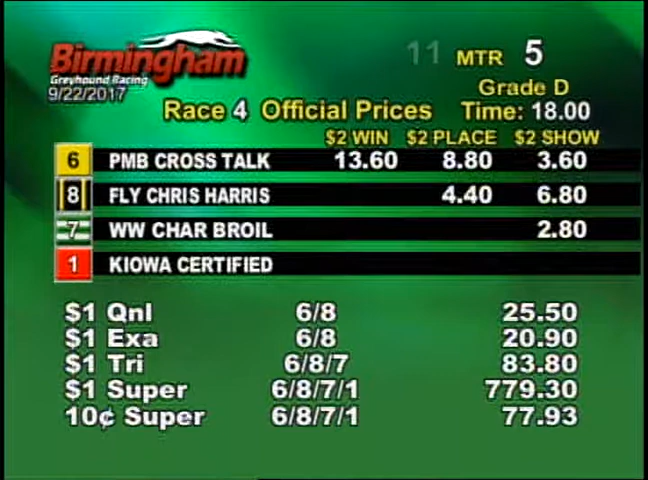 Birmingham
Greyhound Racing
9/22/2017
11 MTR 5
Grade D
Race 4 Official Prices Time: 18.00
$2 WIN $2 PLACE $2 SHOW
6 PMB CROSS TALK 13.60 8.80 3.60
8 FLY CHRIS HARRIS 4.40 6.80
7 WW CHAR BROIL 2.80
1 KIOWA CERTIFIED
$1 Qnl 6/8 25.50
$1 Exa 6/8 20.90
$1 Tri 6/8/7 83.80
$1 Super 6/8/7/1 779.30
10¢ Super 6/8/7/1 77.93